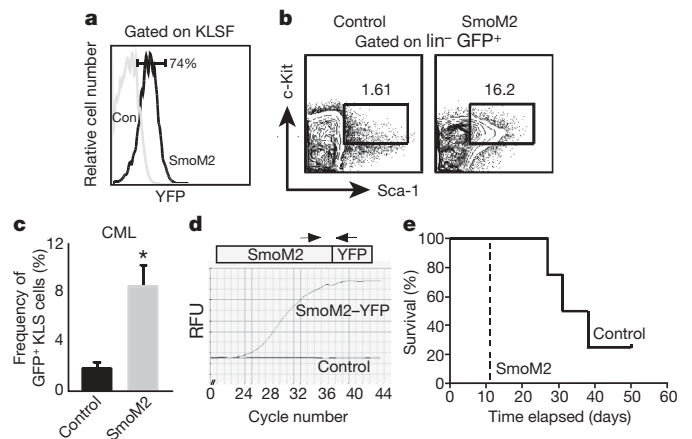 a
Gated on KLSF
Relative cell number
74%
Con
SmoM2
YFP
b
Control
SmoM2
Gated on lin⁻ GFP⁺
c-Kit
1.61
16.2
Sca-1
c
CML
Frequency of
GFP⁺ KLS cells (%)
12
8
4
0
*
Control
SmoM2
d
SmoM2
YFP
RFU
SmoM2–YFP
Control
0 24 28 32 36 40 44
Cycle number
e
Survival (%)
100
80
60
40
20
0
Control
SmoM2
0 10 20 30 40 50 60
Time elapsed (days)